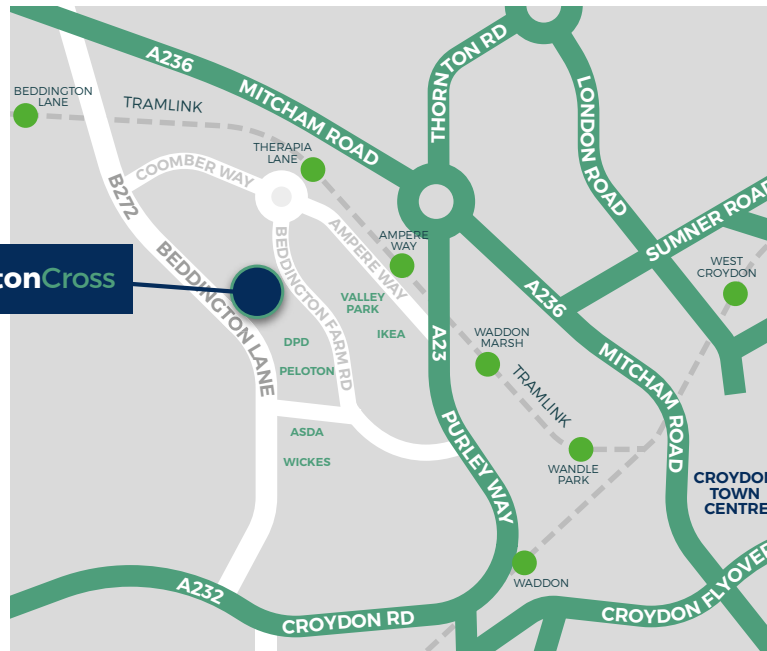 A236
MITCHAM ROAD
THORNTON RD
LONDON ROAD
BEDDINGTON
LANE
TRAMLINK
THERAPIA
LANE
COOMBER WAY
B272
SUMNER ROAD
AMPERE
WAY
AMPERE WAY
WEST
CROYDON
tonCross
BEDDINGTON LANE
BEDDINGTON FARM RD
VALLEY
PARK
IKEA
A236
MITCHAM ROAD
A23
WADDON
MARSH
DPD
PELOTON
TRAMLINK
ASDA
WICKES
PURLEY WAY
WANDLE
PARK
CROYDON
TOWN
CENTRE
WADDON
A232
CROYDON RD
CROYDON FLYOVER